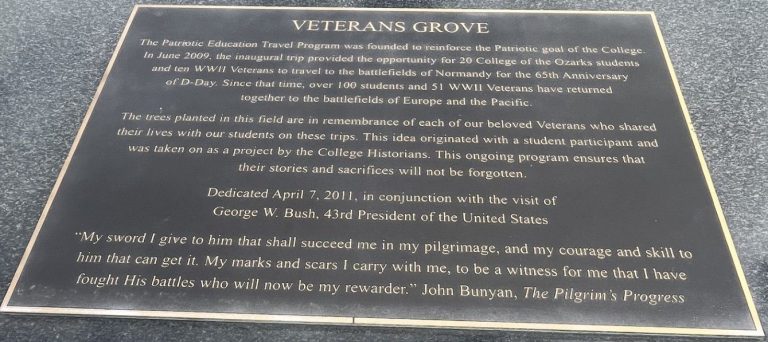 VETERANS GROVE
The Patriotic Education Travel Program was founded to reinforce the Patriotic goal of the College.
In June 2009, the inaugural trip provided the opportunity for 20 College of the Ozarks students
and ten WWII Veterans to travel to the battlefields of Normandy for the 65th Anniversary
of D-Day. Since that time, over 100 students and 51 WWII Veterans have returned
together to the battlefields of Europe and the Pacific.
The trees planted in this field are in remembrance of each of our beloved Veterans who shared
their lives with our students on these trips. This idea originated with a student participant and
was taken on as a project by the College Historians. This ongoing program ensures that
their stories and sacrifices will not be forgotten.
Dedicated April 7, 2011, in conjunction with the visit of
George W. Bush, 43rd President of the United States
"My sword I give to him that shall succeed me in my pilgrimage, and my courage and skill to
him that can get it. My marks and scars I carry with me, to be a witness for me that I have
fought His battles who will now be my rewarder." John Bunyan, The Pilgrim's Progress